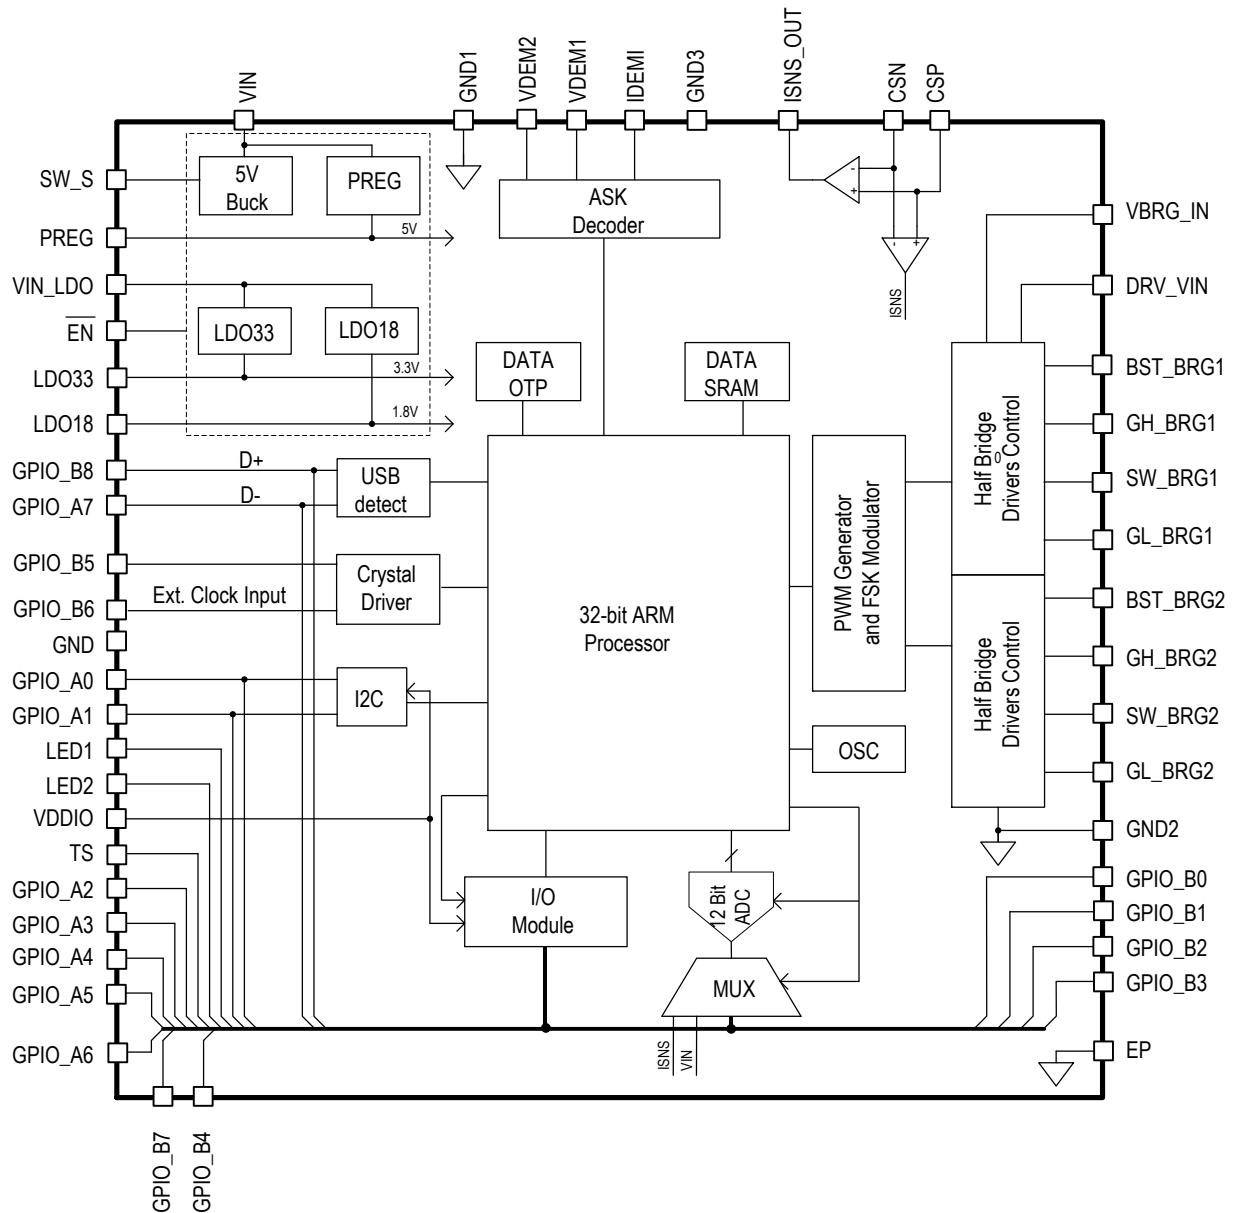 VIN
GND1
VDEM2
VDEM1
IDEMI
GND3
ISNS_OUT
CSN
CSP
SW_S
PREG
VIN_LDO
EN
LDO33
LDO18
GPIO_B8
GPIO_A7
GPIO_B5
GPIO_B6
GND
GPIO_A0
GPIO_A1
LED1
LED2
VDDIO
TS
GPIO_A2
GPIO_A3
GPIO_A4
GPIO_A5
GPIO_A6
GPIO_B7
GPIO_B4
5V
Buck
PREG
5V
LDO33
LDO18
3.3V
1.8V
D+
D-
USB
detect
Ext. Clock Input
Crystal
Driver
I2C
ASK
Decoder
-
+
-
+
ISNS
DATA
OTP
DATA
SRAM
32-bit ARM
Processor
PWM Generator
and FSK Modulator
OSC
I/O
Module
12 Bit
ADC
MUX
ISNS
VIN
Half Bridge
0
Drivers Control
Half Bridge
Drivers Control
VBRG_IN
DRV_VIN
BST_BRG1
GH_BRG1
SW_BRG1
GL_BRG1
BST_BRG2
GH_BRG2
SW_BRG2
GL_BRG2
GND2
GPIO_B0
GPIO_B1
GPIO_B2
GPIO_B3
EP